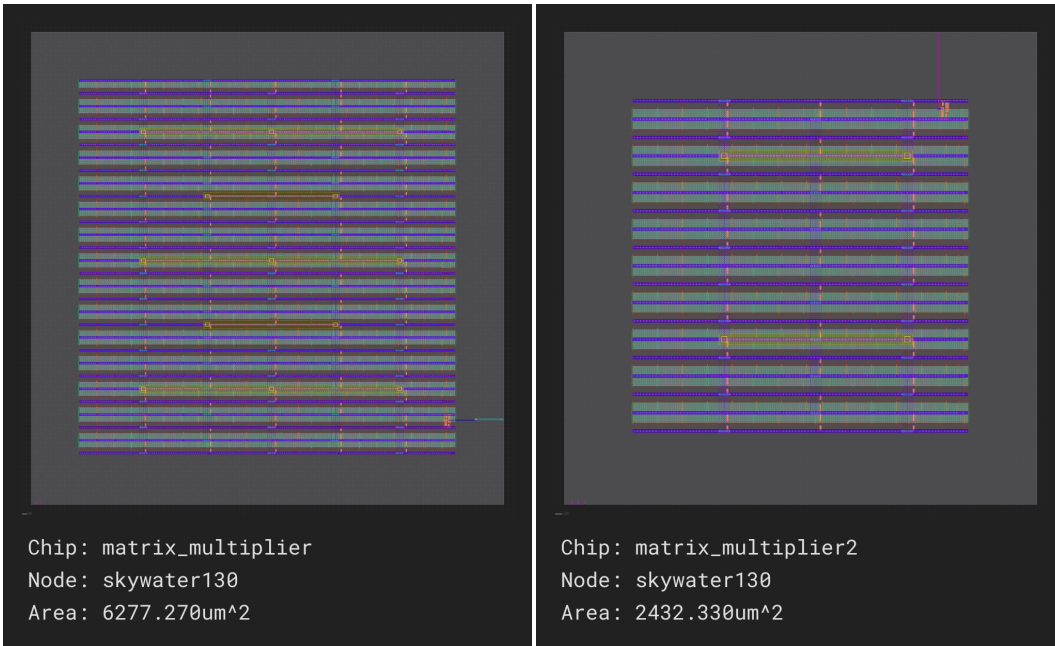 Chip: matrix_multiplier
Node: skywater130
Area: 6277.270um^2
Chip: matrix_multiplier2
Node: skywater130
Area: 2432.330um^2